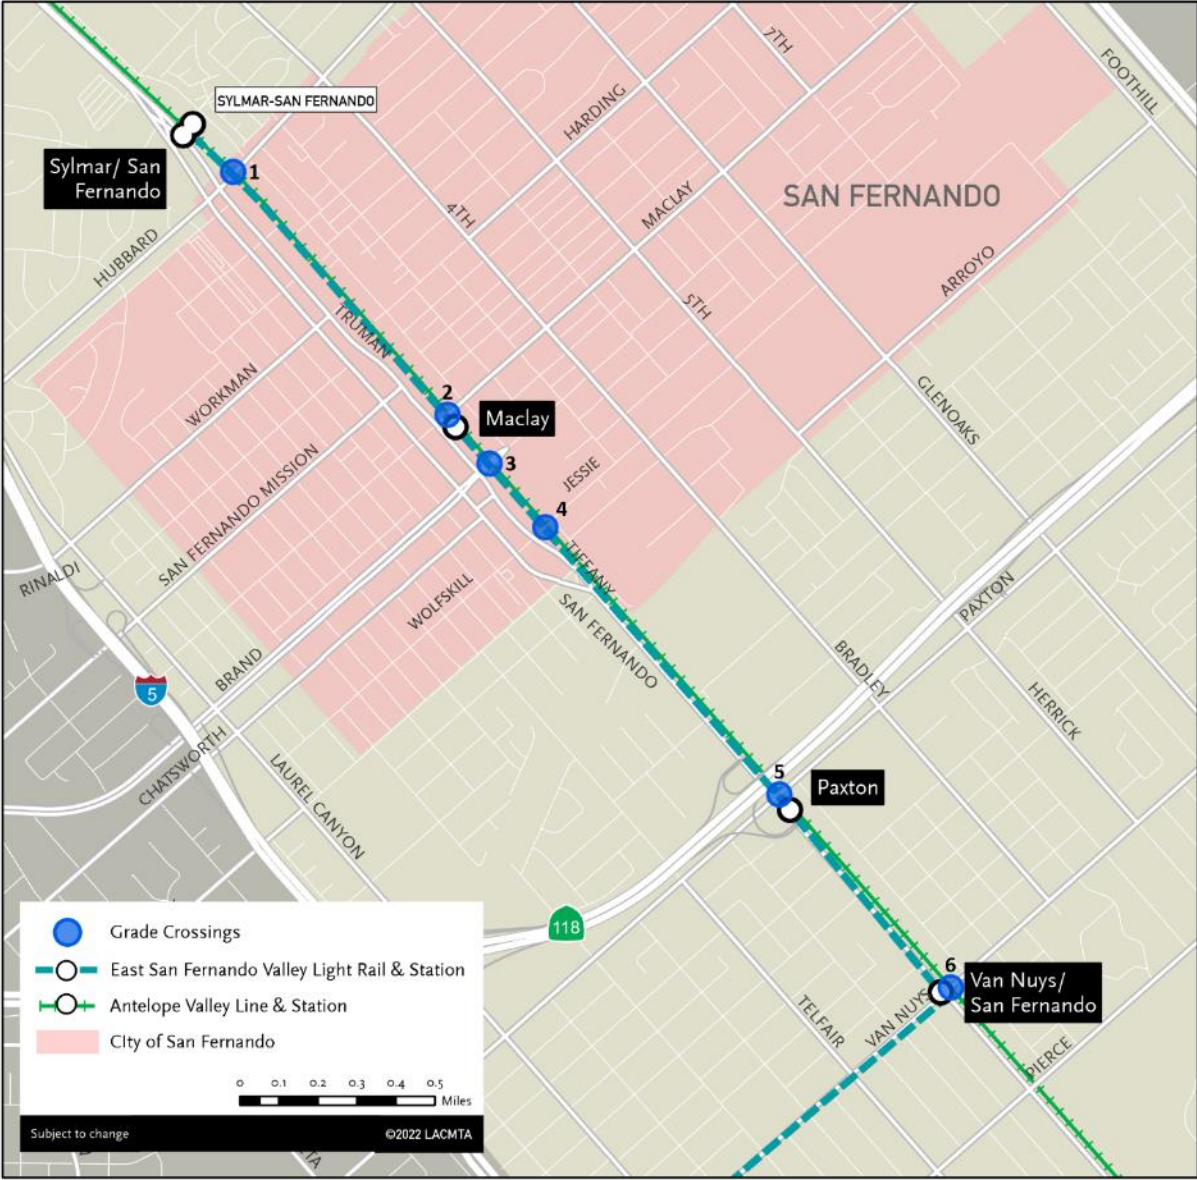 7TH
FOOTHILL
SYLMAR-SAN FERNANDO
HARDING
Sylmar/ San
Fernando
1
SAN FERNANDO
MACLAY
4TH
HUBBARD
ARROYO
5TH
TRUMAN
WORKMAN
2
Maclay
GLENOAKS
3
JESSIE
SAN FERNANDO MISSION
4
TIFFANY
RINALDI
WOLFSKILL
PAXTON
SAN FERNANDO
BRAND
BRADLEY
5
HERRICK
CHATSWORTH
LAUREL CANYON
5
Paxton
118
Grade Crossings
East San Fernando Valley Light Rail & Station
Antelope Valley Line & Station
CIty of San Fernando
6
Van Nuys/
San Fernando
VAN NUYS
TELFAIR
PIERCE
0 0.1 0.2 0.3 0.4 0.5
Miles
Subject to change
©2022 LACMTA